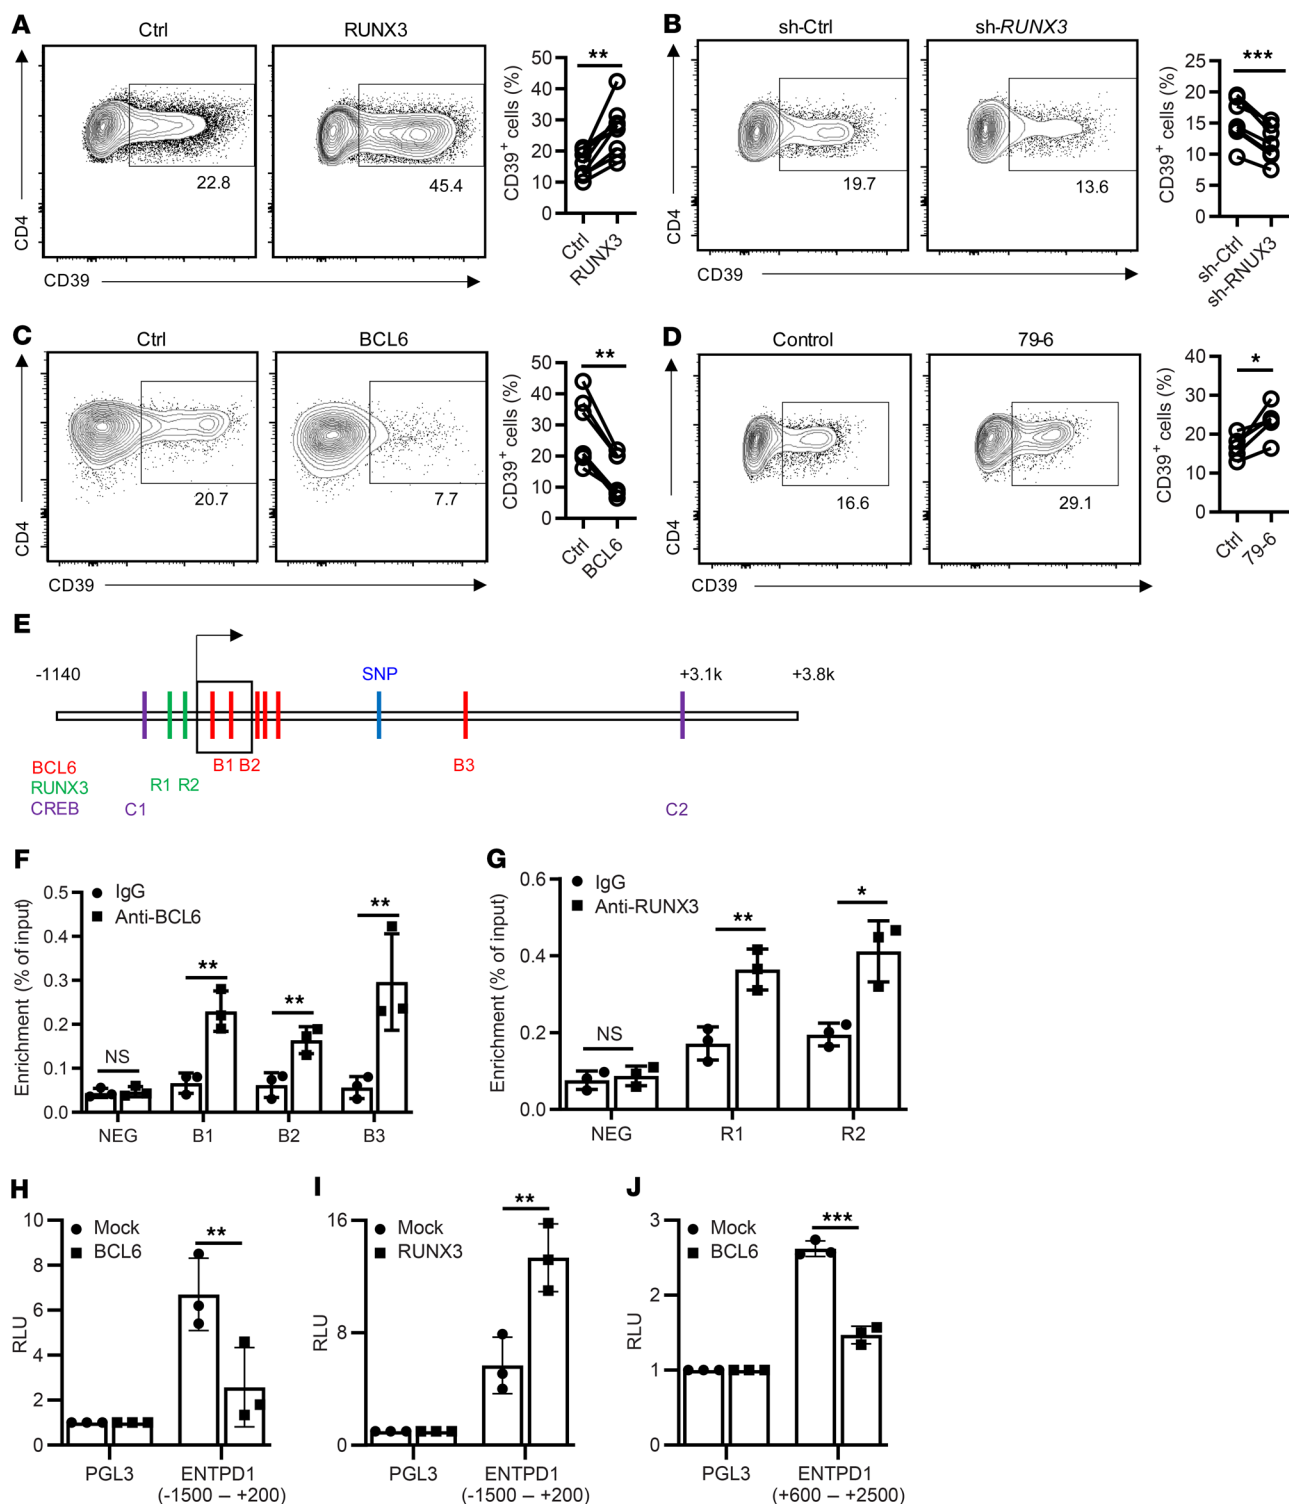 A
Ctrl
RUNX3
22.8
45.4
CD4
CD39
CD39+ cells (%)
50
40
30
20
10
0
**
Ctrl
RUNX3
B
sh-Ctrl
sh-RUNX3
19.7
13.6
CD4
CD39
CD39+ cells (%)
25
20
15
10
5
0
***
sh-Ctrl
sh-RNUX3
C
Ctrl
BCL6
20.7
7.7
CD4
CD39
CD39+ cells (%)
50
40
30
20
10
0
**
Ctrl
BCL6
D
Control
79-6
16.6
29.1
CD4
CD39
CD39+ cells (%)
40
30
20
10
0
*
Ctrl
79-6
E
-1140
SNP
+3.1k
+3.8k
BCL6
B1 B2
B3
RUNX3
R1 R2
CREB
C1
C2
F
IgG
Anti-BCL6
Enrichment (% of input)
0.5
0.4
0.3
0.2
0.1
0.0
NS
**
**
**
NEG
B1
B2
B3
G
IgG
Anti-RUNX3
Enrichment (% of input)
0.6
0.4
0.2
0.0
NS
**
*
NEG
R1
R2
H
Mock
BCL6
RLU
10
8
6
4
2
0
**
PGL3
ENTPD1
(-1500 – +200)
I
Mock
RUNX3
RLU
16
8
0
**
PGL3
ENTPD1
(-1500 – +200)
J
Mock
BCL6
RLU
3
2
1
0
***
PGL3
ENTPD1
(+600 – +2500)